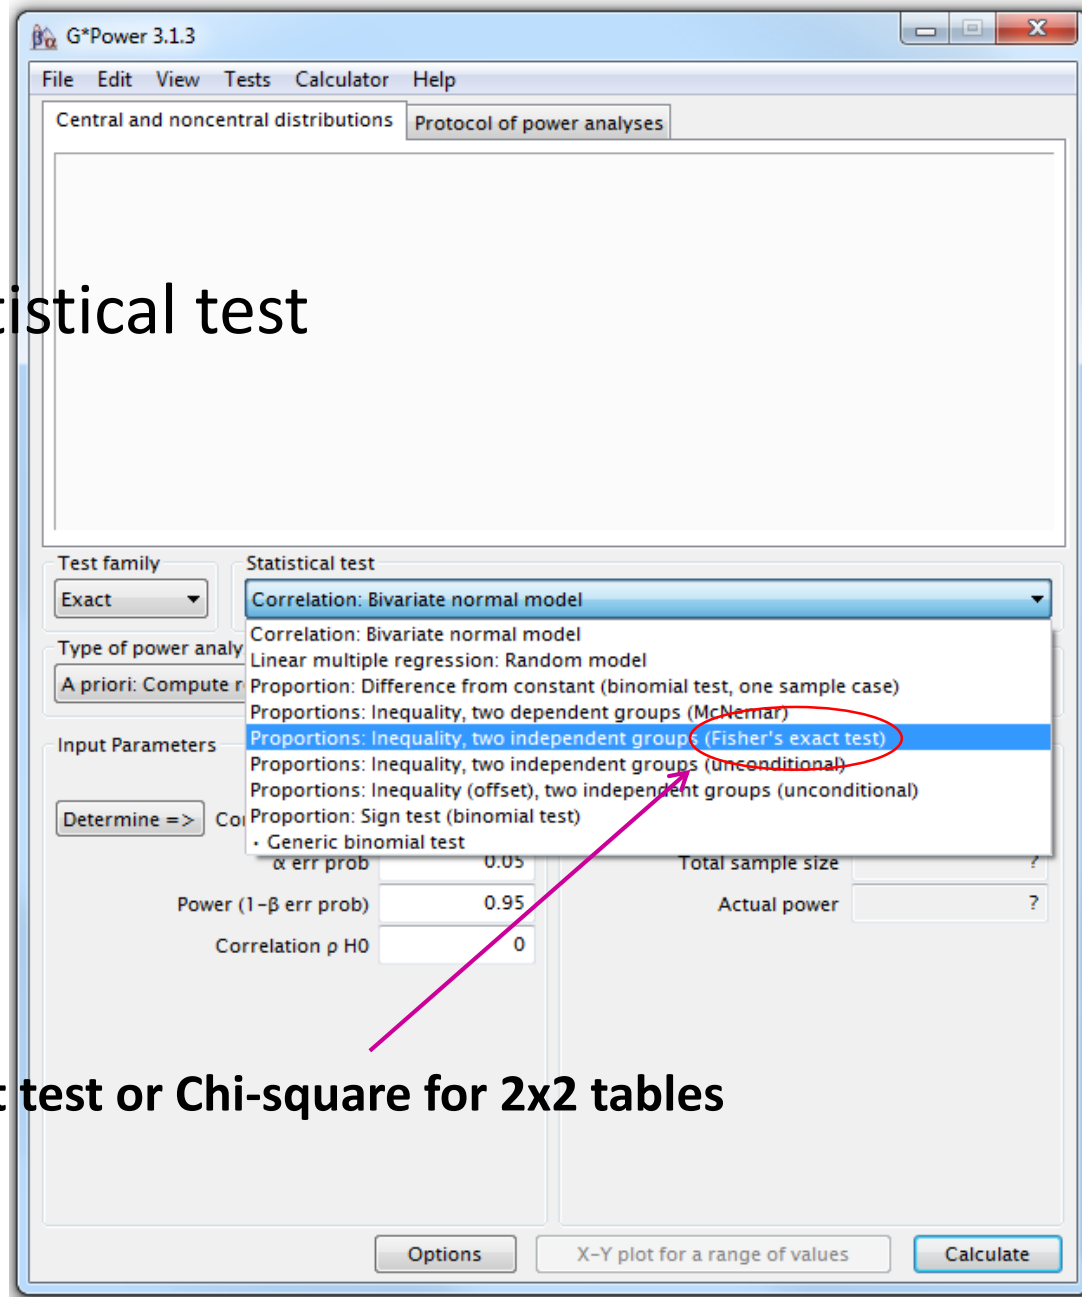 G*Power 3.1.3
File Edit View Tests Calculator Help
Central and noncentral distributions Protocol of power analyses
tistical test
Test family Statistical test
Exact Correlation: Bivariate normal model
Correlation: Bivariate normal model
Type of power analy
Linear multiple regression: Random model
A priori: Compute r
Proportion: Difference from constant (binomial test, one sample case)
Proportions: Inequality, two dependent groups (McNemar)
Input Parameters
Proportions: Inequality, two independent groups (Fisher's exact test)
Proportions: Inequality, two independent groups (unconditional)
Proportions: Inequality (offset), two independent groups (unconditional)
Determine => Co
Proportion: Sign test (binomial test)
· Generic binomial test
α err prob 0.05 Total sample size ?
Power (1-β err prob) 0.95 Actual power ?
Correlation ρ H0 0
t test or Chi-square for 2x2 tables
Options X-Y plot for a range of values Calculate